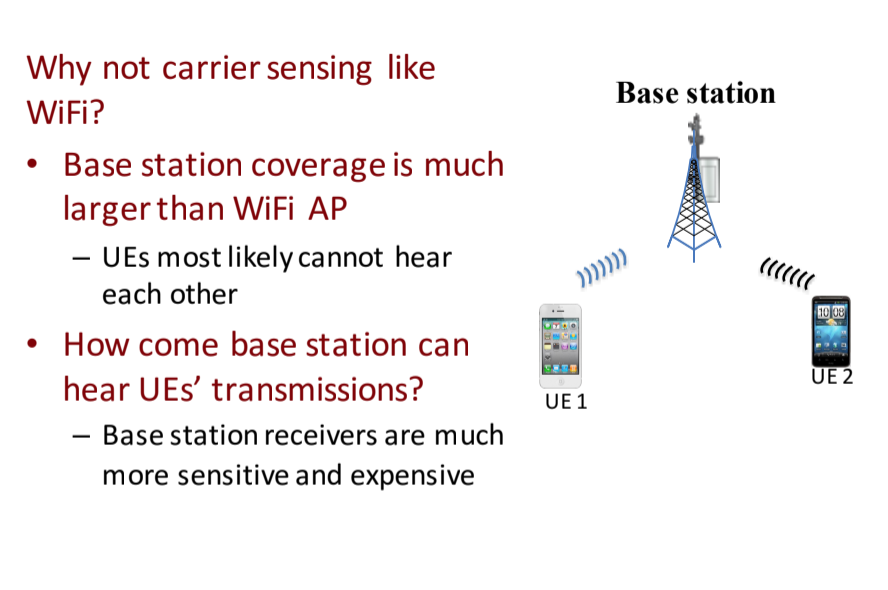 Why not carrier sensing like
WiFi?
• Base station coverage is much
larger than WiFi AP
– UEs most likely cannot hear
each other
• How come base station can
hear UEs’ transmissions?
– Base station receivers are much
more sensitive and expensive
Base station
UE 1
10 08
UE 2